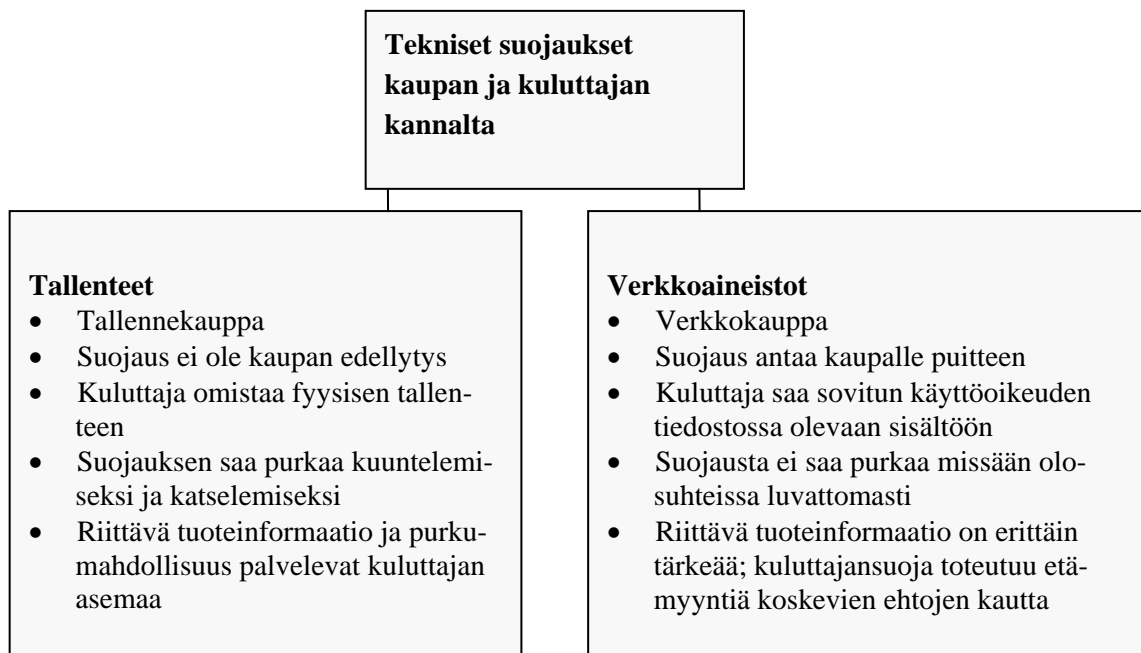 Tekniset suojaukset
kaupan ja kuluttajan
kannalta
Tallenteet
• Tallennekauppa
• Suojaus ei ole kaupan edellytys
• Kuluttaja omistaa fyysisen tallen-
teen
• Suojauksen saa purkaa kuuntelemi-
seksi ja katselemiseksi
• Riittävä tuoteinformaatio ja purku-
mahdollisuus palvelevat kuluttajan
asemaa
Verkkoaineistot
• Verkkokauppa
• Suojaus antaa kaupalle puitteen
• Kuluttaja saa sovitun käyttöoikeuden
tiedostossa olevaan sisältöön
• Suojausta ei saa purkaa missään olo-
suhteissa luvattomasti
• Riittävä tuoteinformaatio on erittäin
tärkeää; kuluttajansuoja toteutuu etä-
myyntiä koskevien ehtojen kautta